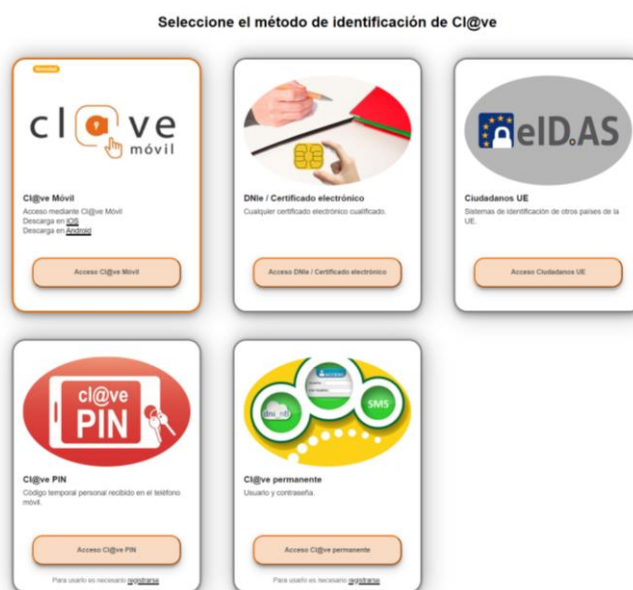 Seleccione el método de identificación de Cl@ve
Novedad
cl@ve
móvil
Cl@ve Móvil
Acceso mediante Cl@ve Móvil
Descarga en iOS
Descarga en Android
Acceso Cl@ve Móvil
DNIe / Certificado electrónico
Cualquier certificado electrónico cualificado.
Acceso DNIe / Certificado electrónico
eID.AS
Ciudadanos UE
Sistemas de identificación de otros países de la
UE.
Acceso Ciudadanos UE
cl@ve
PIN
Cl@ve PIN
Código temporal personal recibido en el teléfono
móvil.
Acceso Cl@ve PIN
Para usarlo es necesario registrarse.
SMS
Cl@ve permanente
Usuario y contraseña.
Acceso Cl@ve permanente
Para usarlo es necesario registrarse.